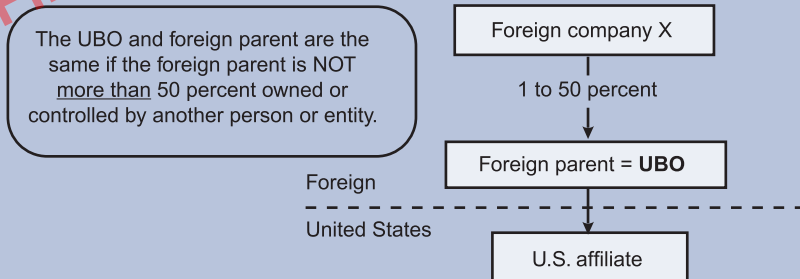 The UBO and foreign parent are the
same if the foreign parent is NOT
more than 50 percent owned or
controlled by another person or entity.
Foreign company X
1 to 50 percent
Foreign parent = UBO
Foreign
United States
U.S. affiliate